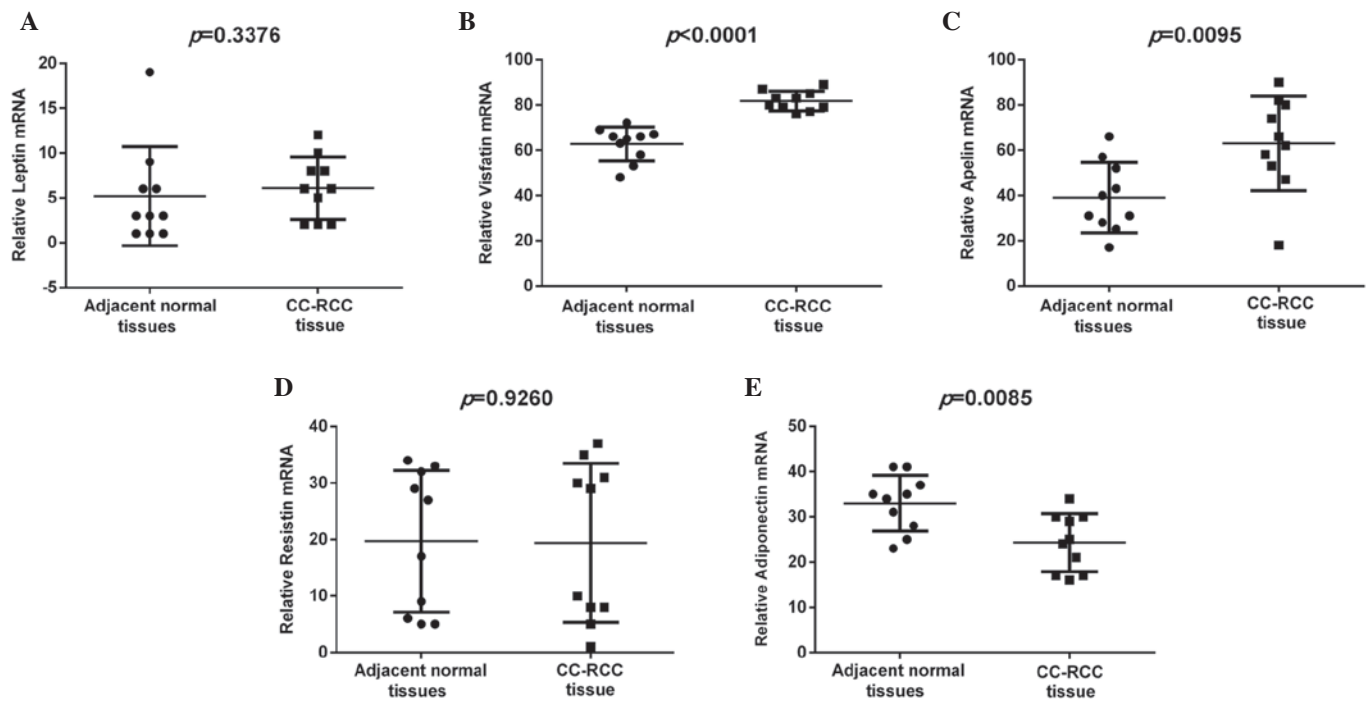 A
p=0.3376
Relative Leptin mRNA
20
15
10
5
0
-5
Adjacent normal
tissues
CC-RCC
tissue
B
p<0.0001
Relative Visfatin mRNA
100
80
60
40
20
0
Adjacent normal
tissues
CC-RCC
tissue
C
p=0.0095
Relative Apelin mRNA
100
80
60
40
20
0
Adjacent normal
tissues
CC-RCC
tissue
D
p=0.9260
Relative Resistin mRNA
40
30
20
10
0
Adjacent normal
tissues
CC-RCC
tissue
E
p=0.0085
Relative Adiponectin mRNA
50
40
30
20
10
0
Adjacent normal
tissues
CC-RCC
tissue